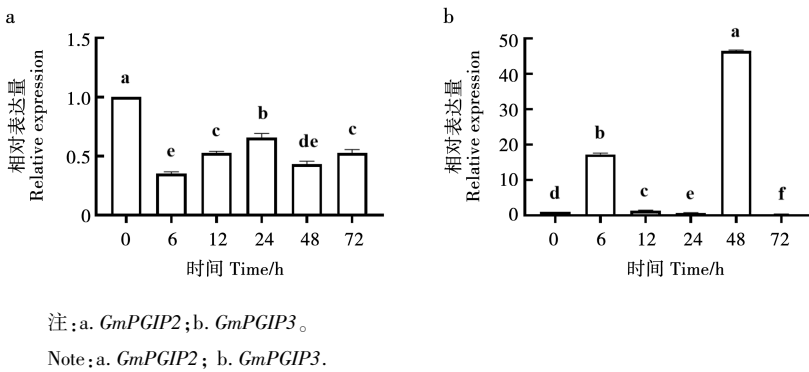 a
1.5
1.0
0.5
0
相对表达量
Relative expression
a
e
c
b
de
c
0 6 12 24 48 72
时间 Time/h
b
50
40
30
20
10
0
相对表达量
Relative expression
d
b
c
e
a
f
0 6 12 24 48 72
时间 Time/h
注:a. GmPGIP2;b. GmPGIP3。
Note:a. GmPGIP2; b. GmPGIP3.